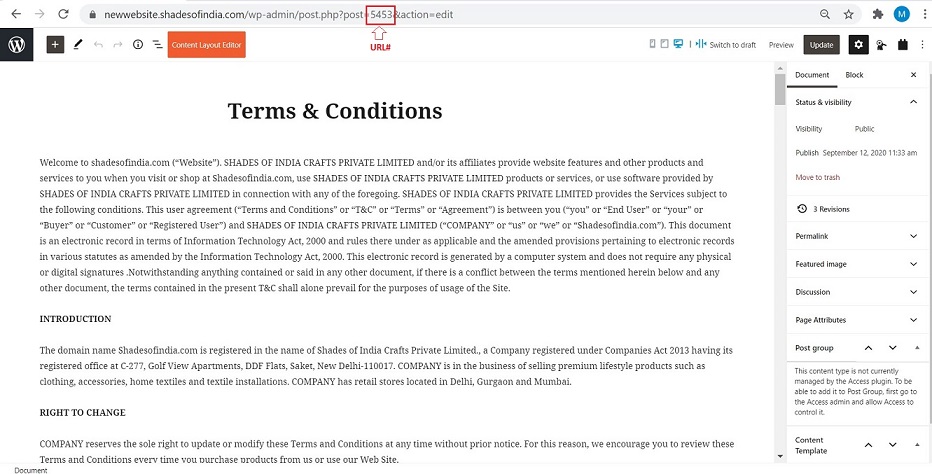 newwebsite.shadesofindia.com/wp-admin/post.php?post=5453&action=edit
M
URL#
Content Layout Editor
Switch to draft
Preview
Update
Document
Block
Terms & Conditions
Status & visibility
Visibility
Public
Publish
September 12, 2020 11:33 am
Move to trash
3 Revisions
Permalink
Featured image
Discussion
Page Attributes
Post group
This content type is not currently
managed by the Access plugin. To be
able to add it to Post Group, first go to
the Access admin and allow Access to
control it.
Content
Template
Welcome to shadesofindia.com (“Website”). SHADES OF INDIA CRAFTS PRIVATE LIMITED and/or its affiliates provide website features and other products and
services to you when you visit or shop at Shadesofindia.com, use SHADES OF INDIA CRAFTS PRIVATE LIMITED products or services, or use software provided by
SHADES OF INDIA CRAFTS PRIVATE LIMITED in connection with any of the foregoing. SHADES OF INDIA CRAFTS PRIVATE LIMITED provides the Services subject to
the following conditions. This user agreement (“Terms and Conditions” or “T&C” or “Terms” or “Agreement”) is between you (“you” or “End User” or “your” or
“Buyer” or “Customer” or “Registered User”) and SHADES OF INDIA CRAFTS PRIVATE LIMITED (“COMPANY” or “us” or “we” or “Shadesofindia.com”). This document
is an electronic record in terms of Information Technology Act, 2000 and rules there under as applicable and the amended provisions pertaining to electronic records
in various statutes as amended by the Information Technology Act, 2000. This electronic record is generated by a computer system and does not require any physical
or digital signatures .Notwithstanding anything contained or said in any other document, if there is a conflict between the terms mentioned herein below and any
other document, the terms contained in the present T&C shall alone prevail for the purposes of usage of the Site.
INTRODUCTION
The domain name Shadesofindia.com is registered in the name of Shades of India Crafts Private Limited., a Company registered under Companies Act 2013 having its
registered office at C-277, Golf View Apartments, DDF Flats, Saket, New Delhi-110017. COMPANY is in the business of selling premium lifestyle products such as
clothing, accessories, home textiles and textile installations. COMPANY has retail stores located in Delhi, Gurgaon and Mumbai.
RIGHT TO CHANGE
COMPANY reserves the sole right to update or modify these Terms and Conditions at any time without prior notice. For this reason, we encourage you to review these
Terms and Conditions every time you purchase products from us or use our Web Site.
Document